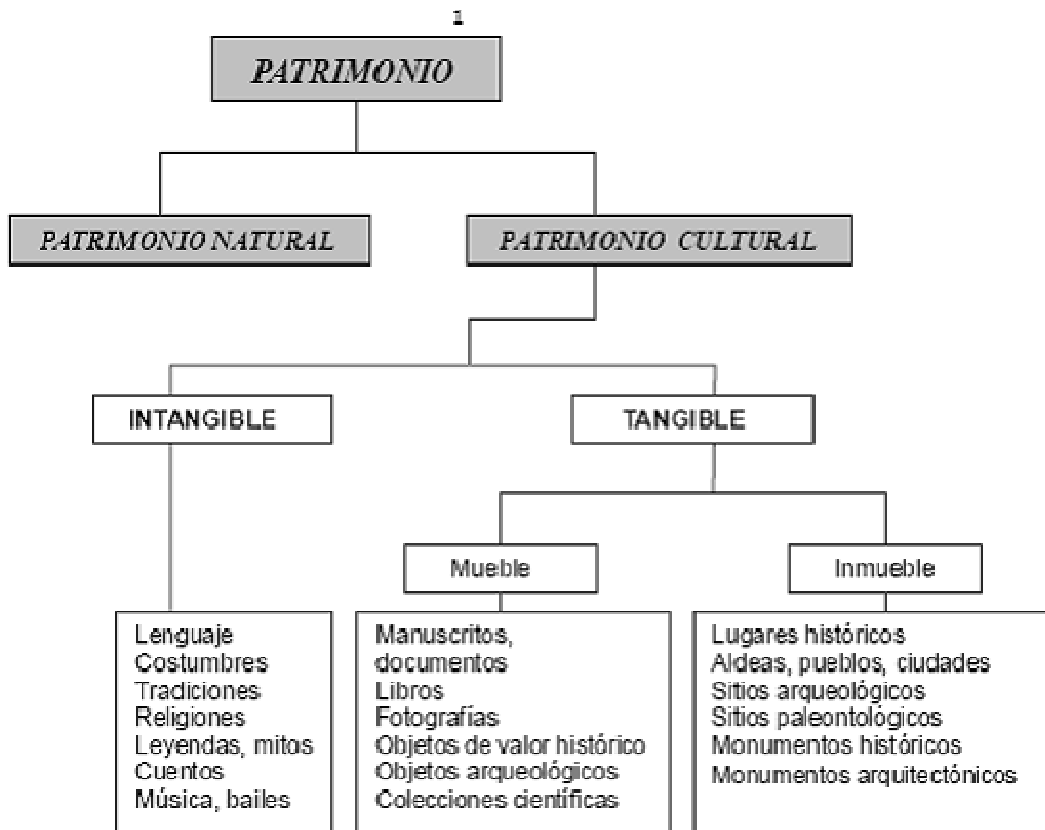 1
PATRIMONIO
PATRIMONIO NATURAL
PATRIMONIO CULTURAL
INTANGIBLE
TANGIBLE
Mueble
Inmueble
Lenguaje
Costumbres
Tradiciones
Religiones
Leyendas, mitos
Cuentos
Música, bailes
Manuscritos,
documentos
Libros
Fotografías
Objetos de valor histórico
Objetos arqueológicos
Colecciones científicas
Lugares históricos
Aldeas, pueblos, ciudades
Sitios arqueológicos
Sitios paleontológicos
Monumentos históricos
Monumentos arquitectónicos